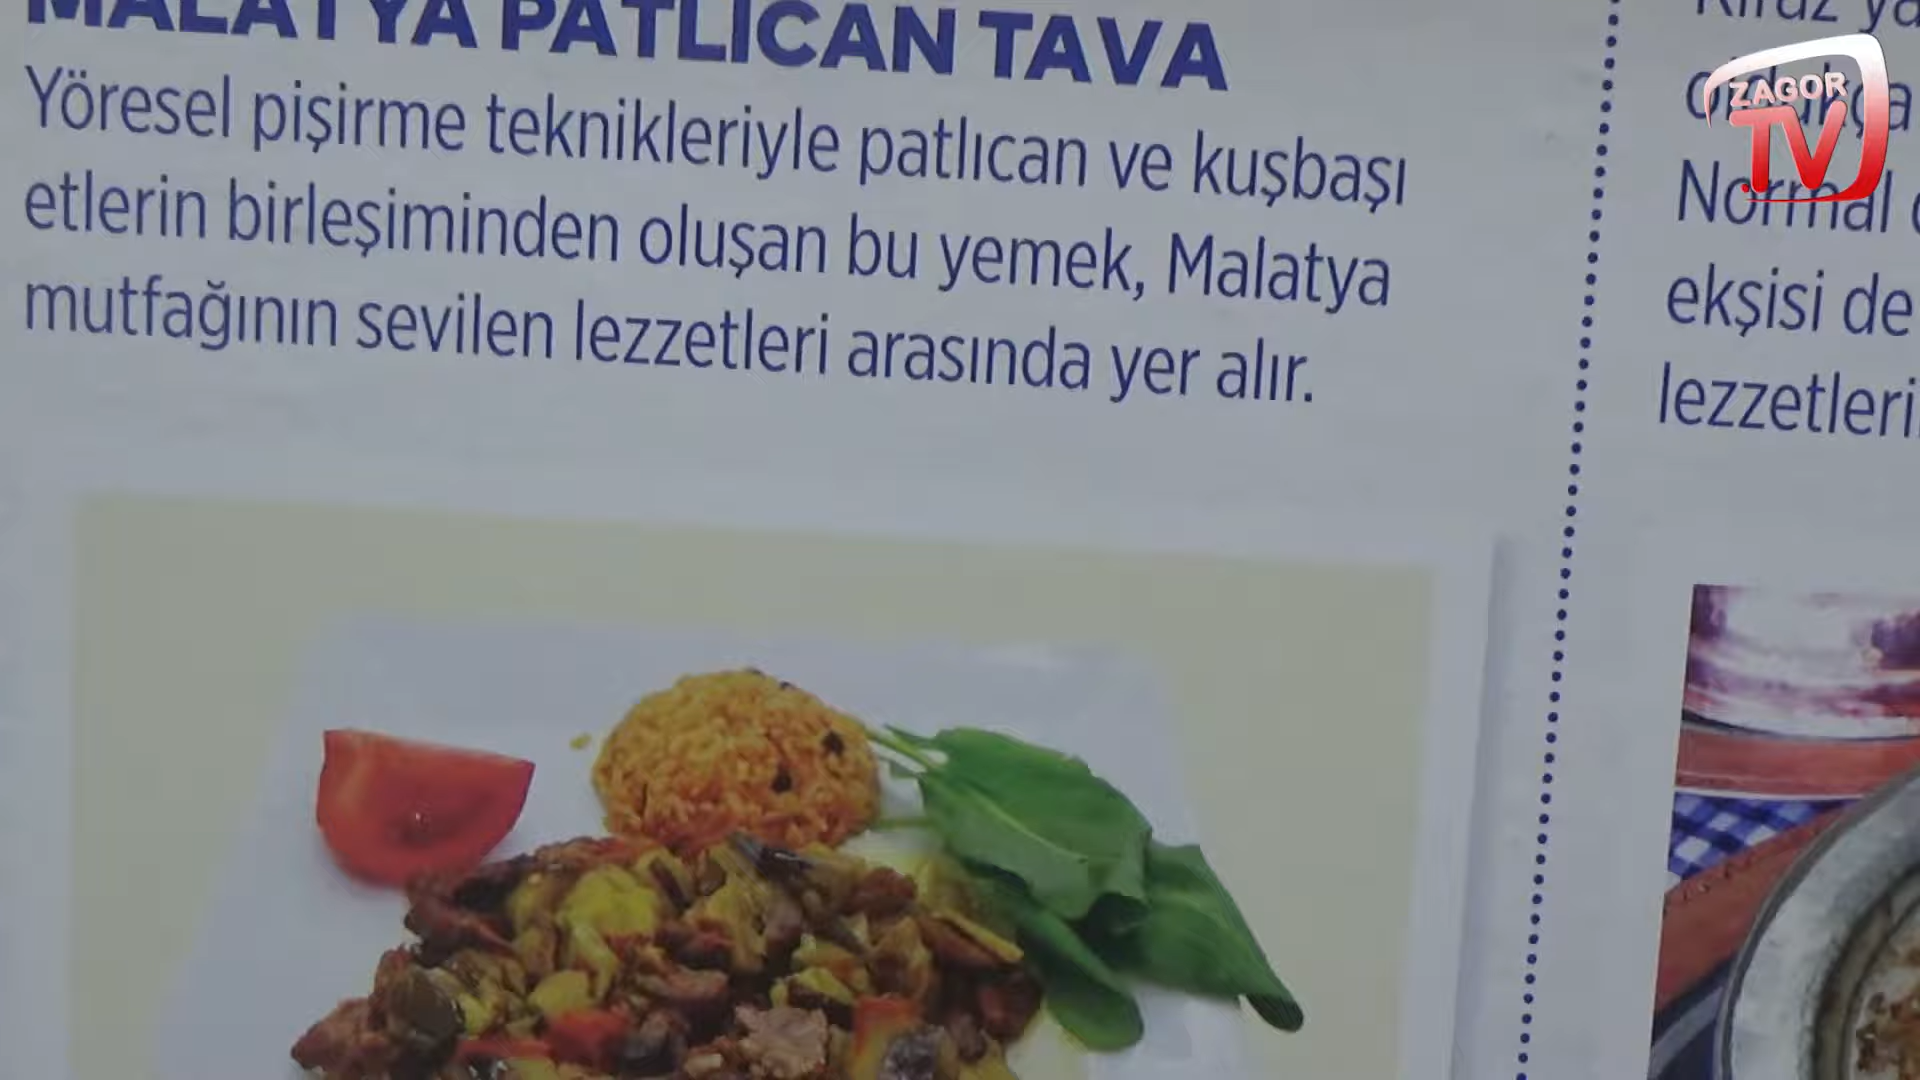 MALATYA PATLICAN TAVA
Yöresel pişirme teknikleriyle patlıcan ve kuşbaşı
etlerin birleşiminden oluşan bu yemek, Malatya
mutfağının sevilen lezzetleri arasında yer alır.
Normal
ekşisi de
ZAGOR
TV